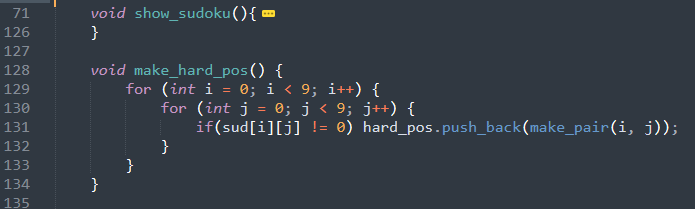 71 void show_sudoku(){
126 }
127
128 void make_hard_pos() {
129 for (int i = 0; i < 9; i++) {
130 for (int j = 0; j < 9; j++) {
131 if(sud[i][j] != 0) hard_pos.push_back(make_pair(i, j));
132 }
133 }
134 }
135